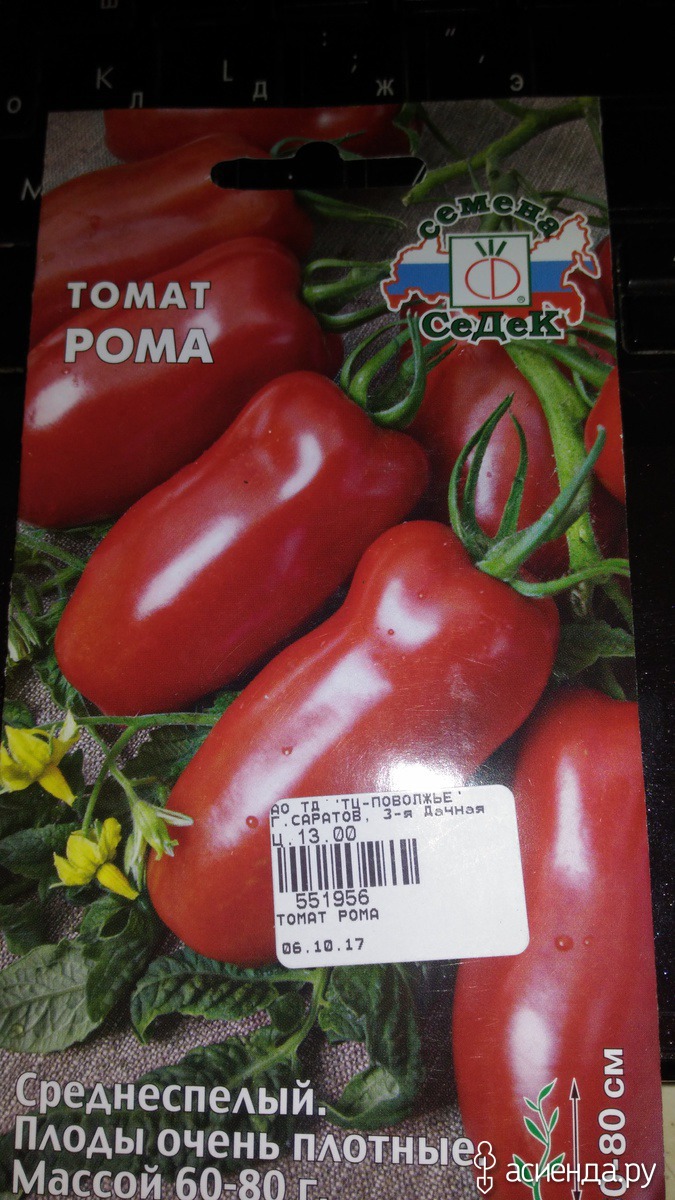 К Л
L Д
; Ж
Э
О
М
семена
СеДеК
®
ТОМАТ
РОМА
АО ТД "ТЦ-ПОВОЛЖЬЕ"
Г.САРАТОВ, 3-я Дачная
Ц.13.00
551956
ТОМАТ РОМА
06.10.17
Среднеспелый.
Плоды очень плотные
Массой 60-80 г.
-80 см
асиенда.ру